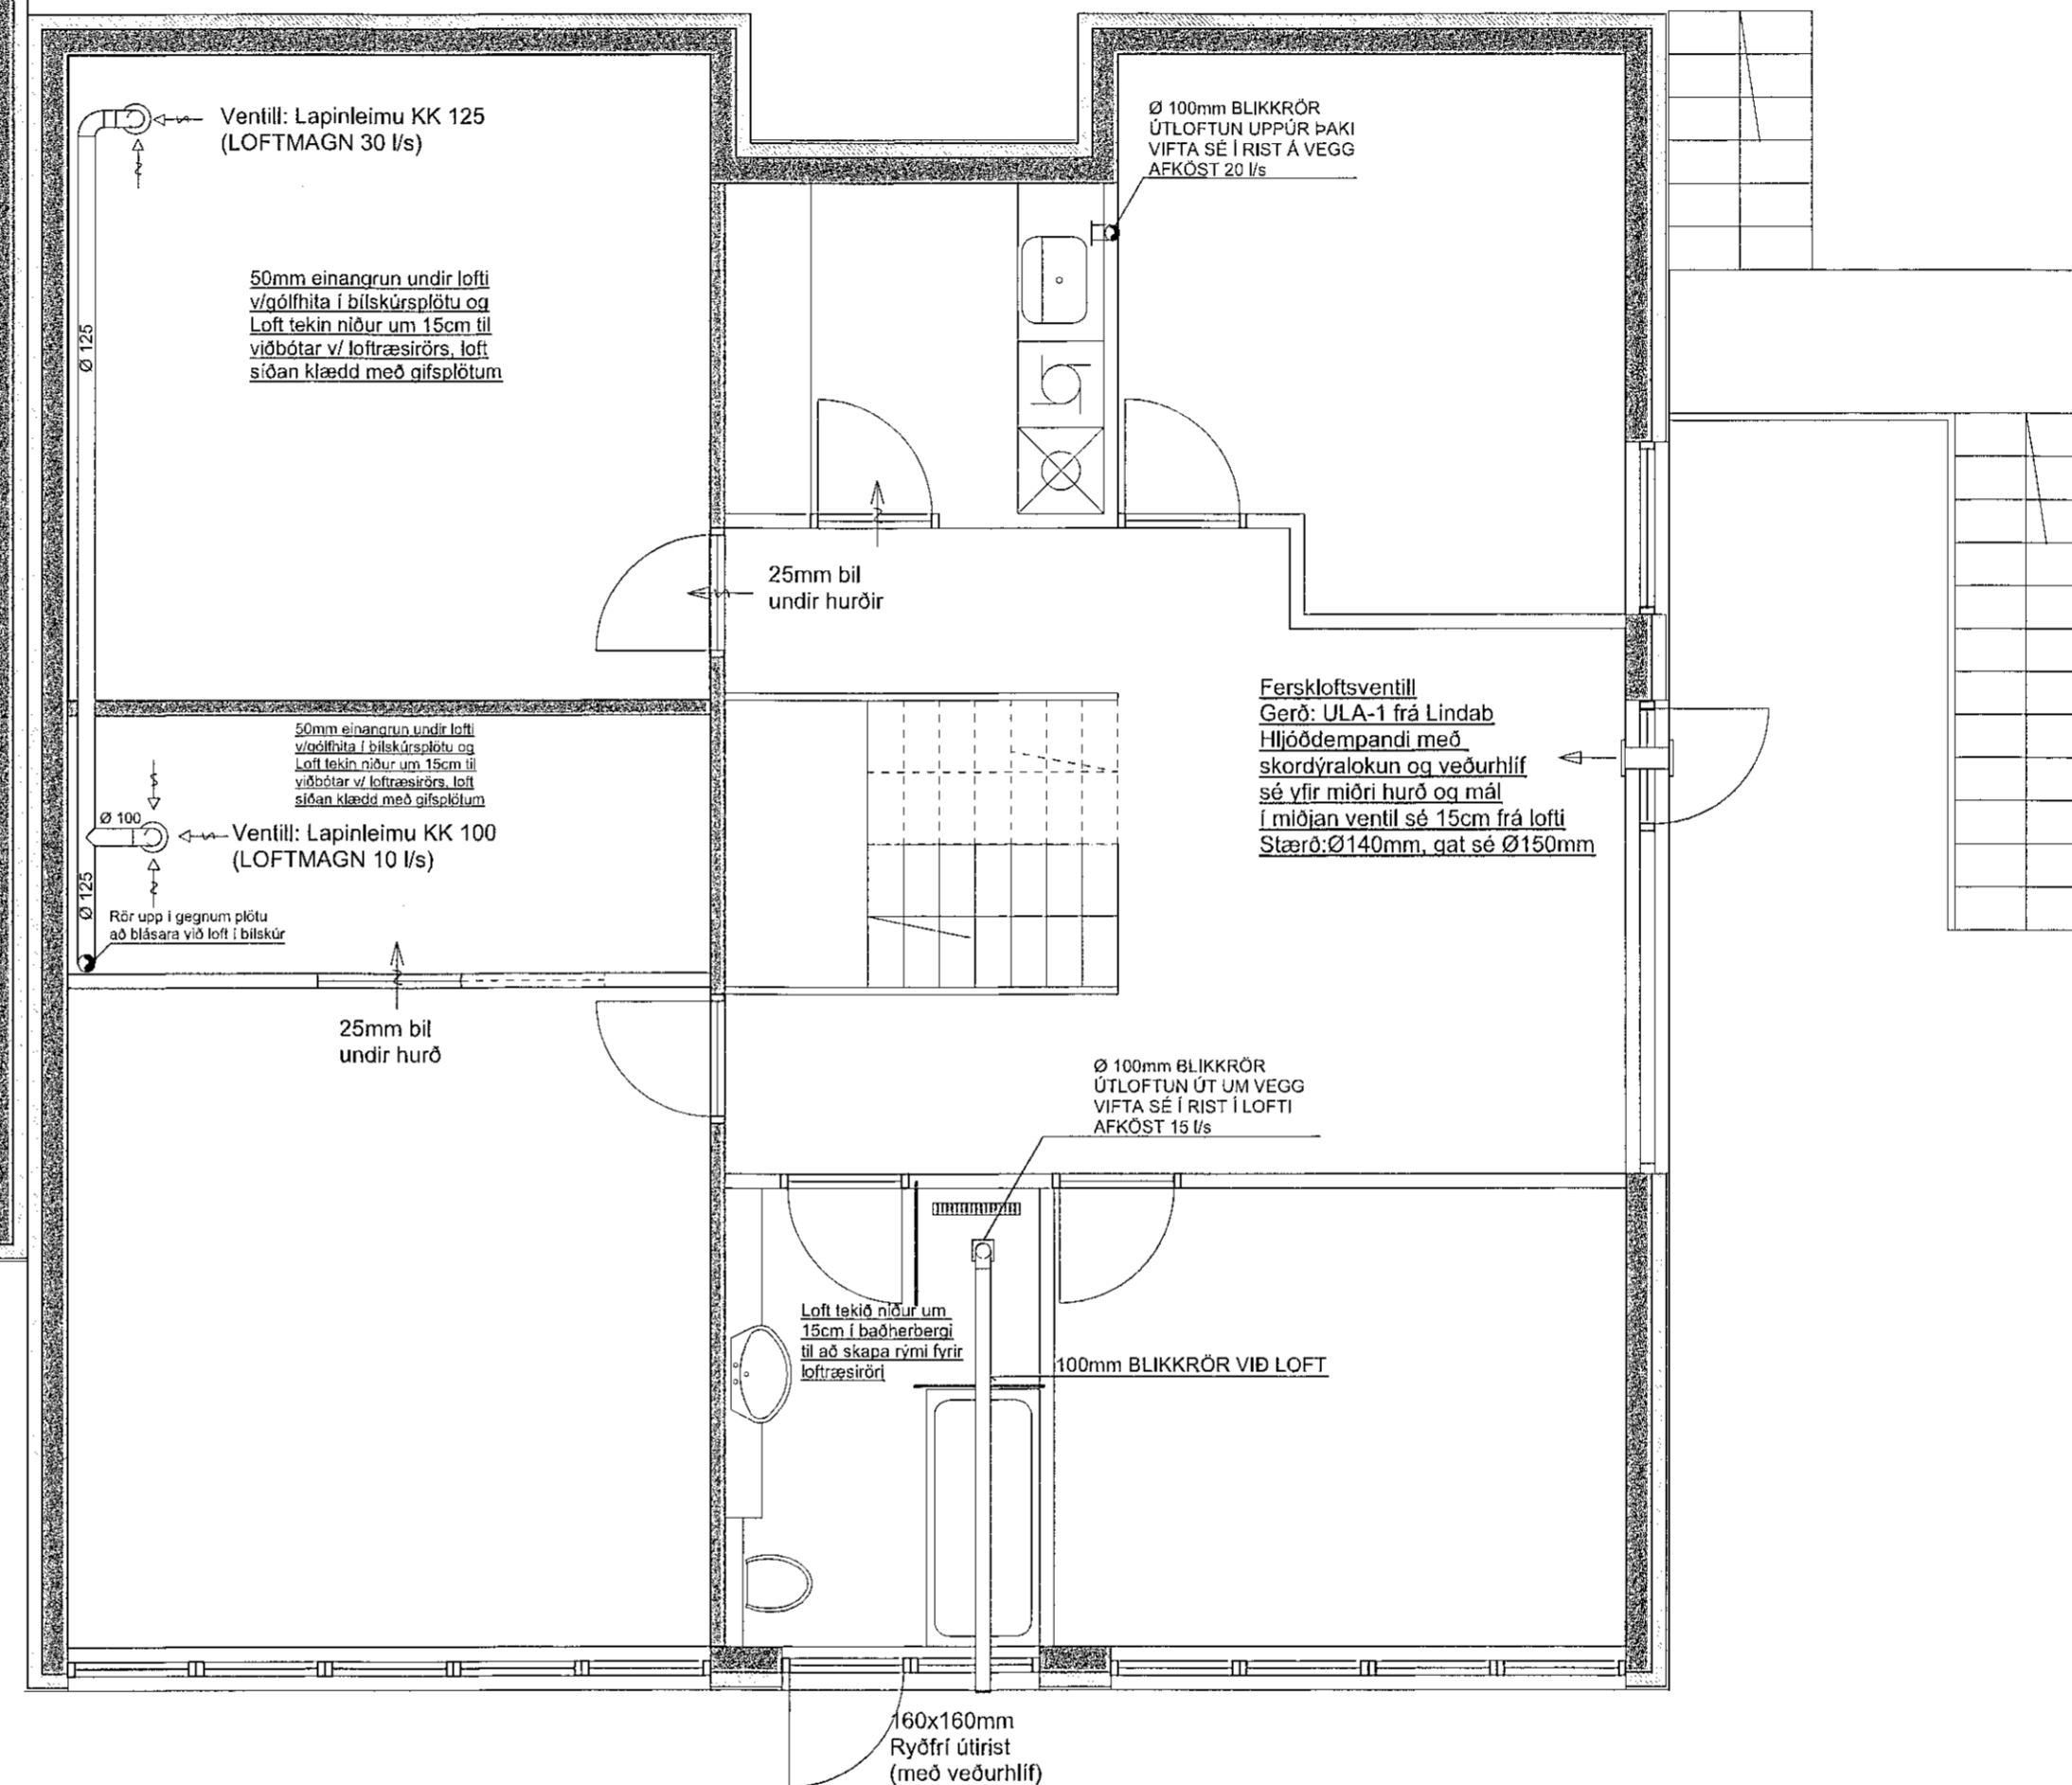 Ventill: Lapinleimu KK 125
(LOFTMAGN 30 l/s)
Ø 100mm BLIKKRÖR
ÚTLOFTUN UPPÚR ÞAKI
VIFTA SÉ Í RIST Á VEGG
AFKÖST 20 l/s
50mm einangrun undir lofti
v/gólfhita í bílskúrsplötu og
Loft tekin niður um 15cm til
viðbótar v/ loftræsirörs, loft
síðan klædd með gifsplötum
Ø 125
25mm bil
undir hurðir
Ferskloftsventill
Gerð: ULA-1 frá Lindab
Hljóðdempandi með
skordýralokun og veðurhlíf
sé yfir miðri hurð og mál
í miðjan ventil sé 15cm frá lofti
Stærð:Ø140mm, gat sé Ø150mm
50mm einangrun undir lofti
v/gólfhita í bílskúrsplötu og
Loft tekin niður um 15cm til
viðbótar v/ loftræsirörs, loft
síðan klædd með gifsplötum
Ø 100
Ventill: Lapinleimu KK 100
(LOFTMAGN 10 l/s)
Ø 125
Rör upp í gegnum plötu
að blásara við loft í bílskúr
25mm bil
undir hurð
Ø 100mm BLIKKRÖR
ÚTLOFTUN ÚT UM VEGG
VIFTA SÉ Í RIST Í LOFTI
AFKÖST 15 l/s
Loft tekið niður um
15cm í baðherbergi
til að skapa rými fyrir
loftræsiröri
100mm BLIKKRÖR VIÐ LOFT
160x160mm
Ryðfrí útirist
(með veðurhlíf)